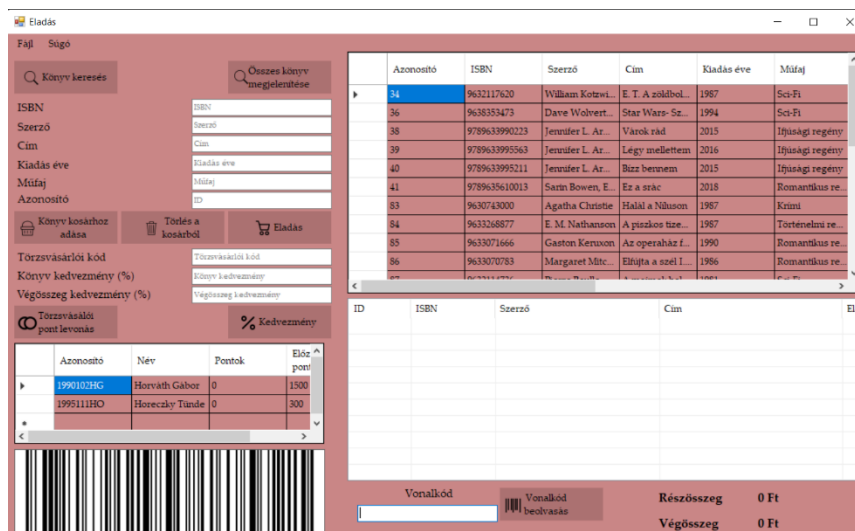 Eladás
Fájl Súgó
Könyv keresés
Összes könyv megjelenítése
ISBN ISBN
Szerző Szerző
Cím Cím
Kiadás éve Kiadás éve
Műfaj Műfaj
Azonosító ID
Könyv kosárhoz adása
Törlés a kosárból
Eladás
Törzsvásárlói kód Törzsvásárlói kód
Könyv kedvezmény (%) Könyv kedvezmény
Végösszeg kedvezmény (%) Végösszeg kedvezmény
Törzsvásálói pont levonás
Kedvezmény
Azonosító Név Pontok Előz pont
1990102HG Horváth Gábor 0 1500
1995111HO Horeczky Tünde 0 300
Azonosító ISBN Szerző Cím Kiadás éve Műfaj
34 9632117620 William Kotzwi... E. T. A zöldbol... 1987 Sci-Fi
36 9638353473 Dave Wolvert... Star Wars- Sz... 1994 Sci-Fi
38 9789633990223 Jennifer L. Ar... Várok rád 2015 Ifjúsági regény
39 9789633995563 Jennifer L. Ar... Légy mellettem 2016 Ifjúsági regény
40 9789633995211 Jennifer L. Ar... Bízz bennem 2015 Ifjúsági regény
41 9789635610013 Sarin Bowen, E... Ez a srác 2018 Romantikus re...
83 9630743000 Agatha Christie Halál a Níluson 1987 Krimi
84 9633268877 E. M. Nathanson A piszkos tize... 1987 Történelmi re...
85 9633071666 Gaston Keruxon Az operaház f... 1990 Romantikus re...
86 9633070783 Margaret Mitc... Elfújta a szél I.... 1986 Romantikus re...
ID ISBN Szerző Cím El
Vonalkód
Vonalkód beolvasás
Részösszeg 0 Ft
Végösszeg 0 Ft